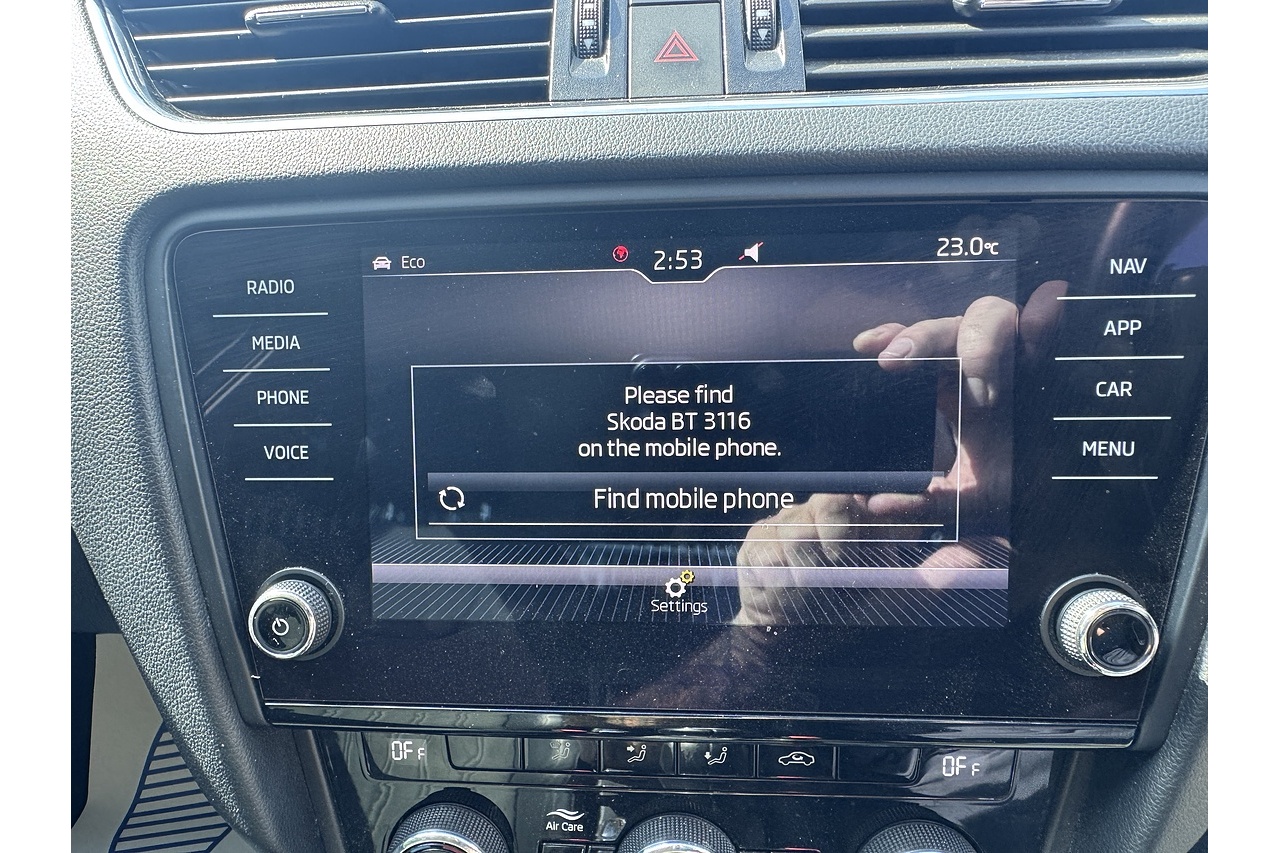 Eco
2:53
23.0°C
RADIO
MEDIA
PHONE
VOICE
NAV
APP
CAR
MENU
Please find
Skoda BT 3116
on the mobile phone.
Find mobile phone
Settings
OFF
OFF
Air Care